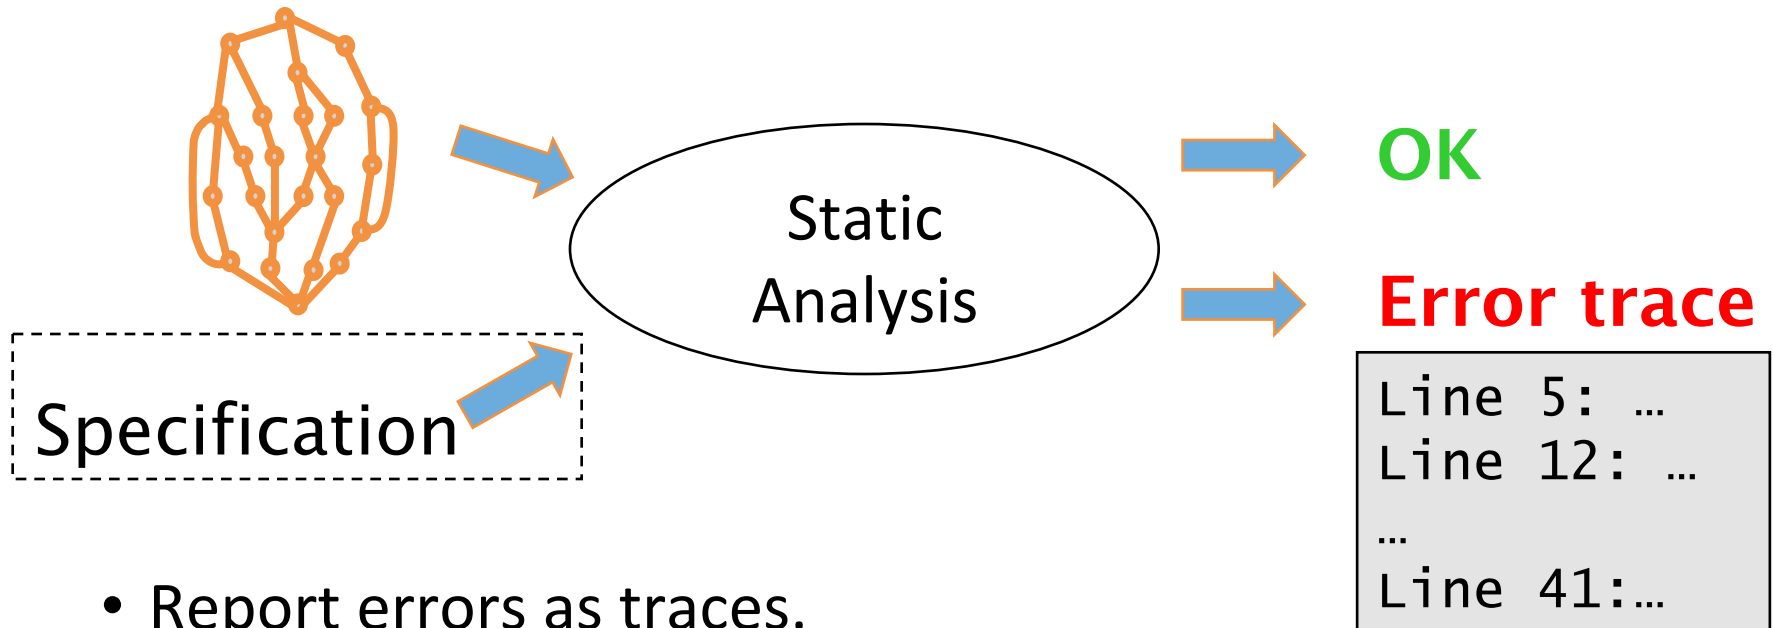 Static
Analysis
Specification
OK
Error trace
Line 5: …
Line 12: …
…
Line 41:…
• Report errors as traces.